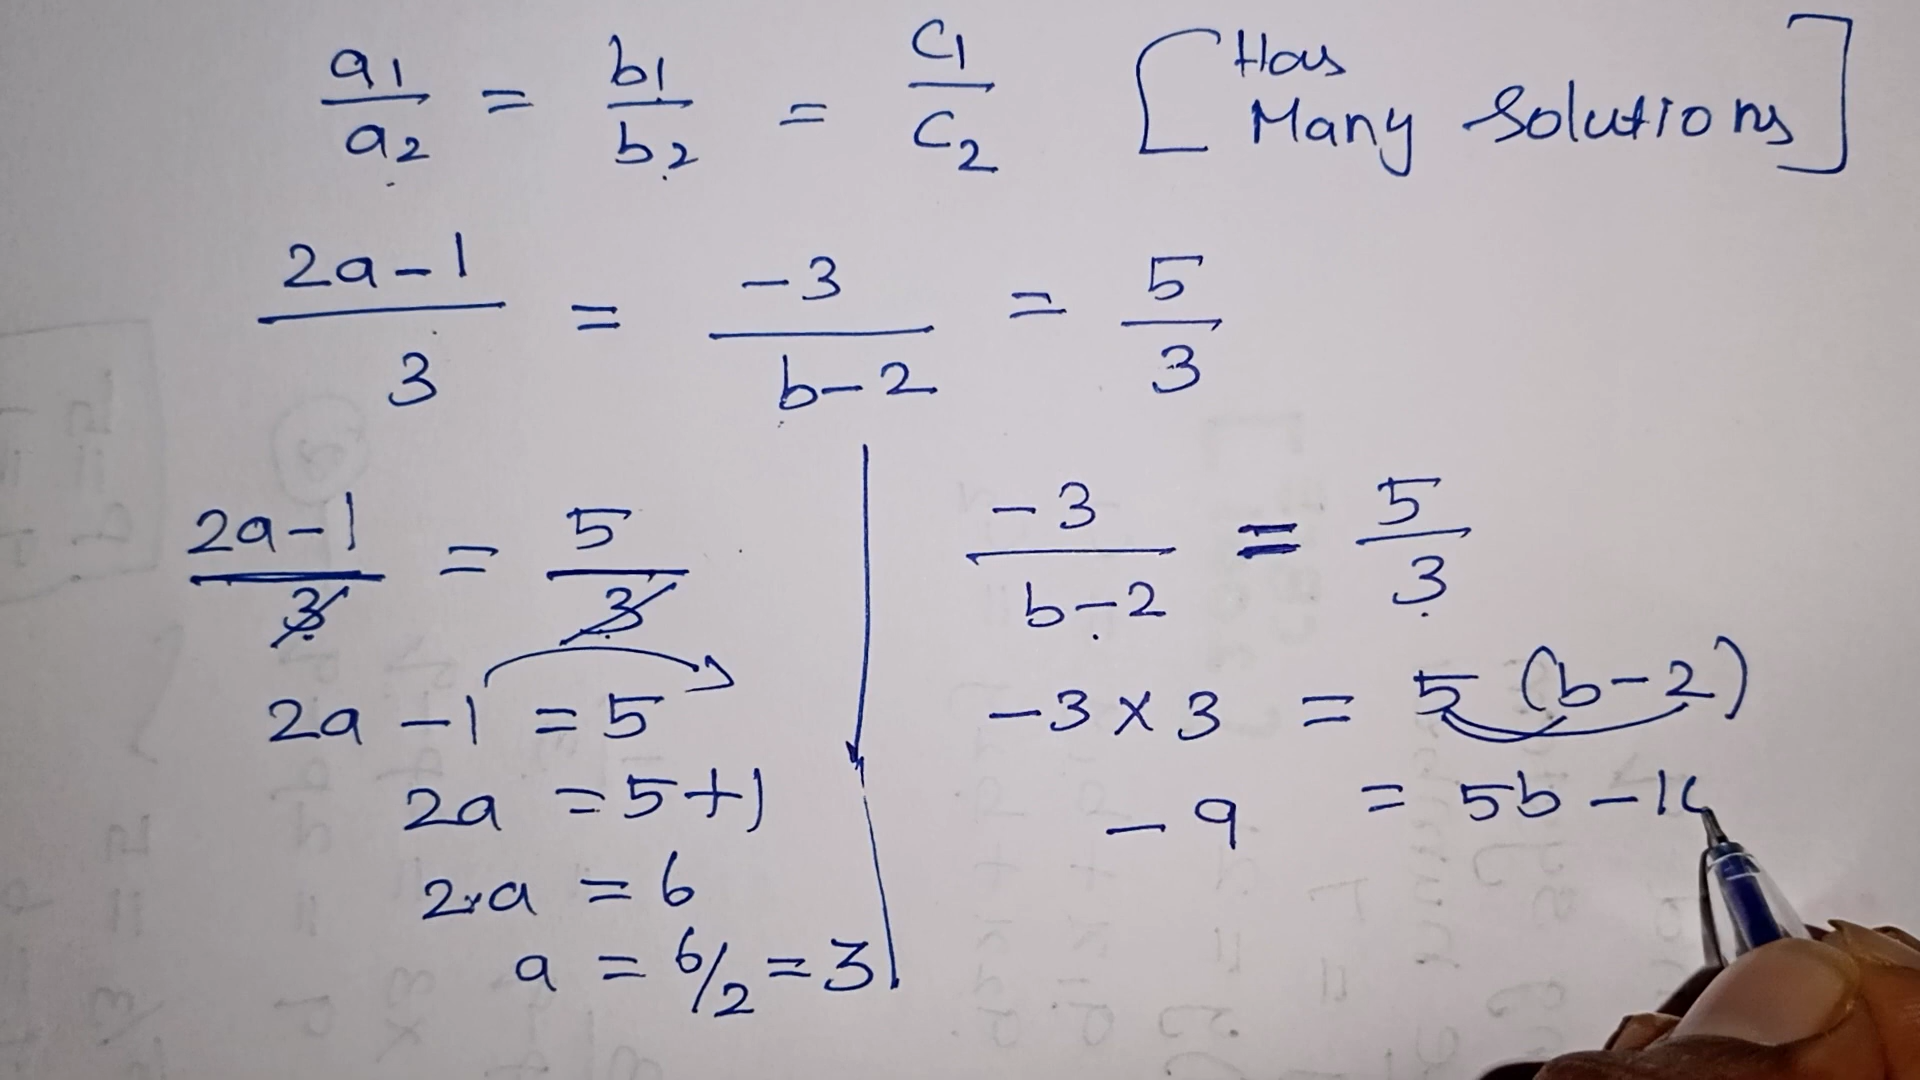 a1/a2 = b1/b2 = C1/C2 [Has Many Solutions]
2a-1/3 = -3/b-2 = 5/3
2a-1/3 = 5/3
2a -1 = 5
2a = 5+1
2a = 6
a = 6/2 = 3
-3/b-2 = 5/3
-3 × 3 = 5 (b-2)
-9 = 5b -1